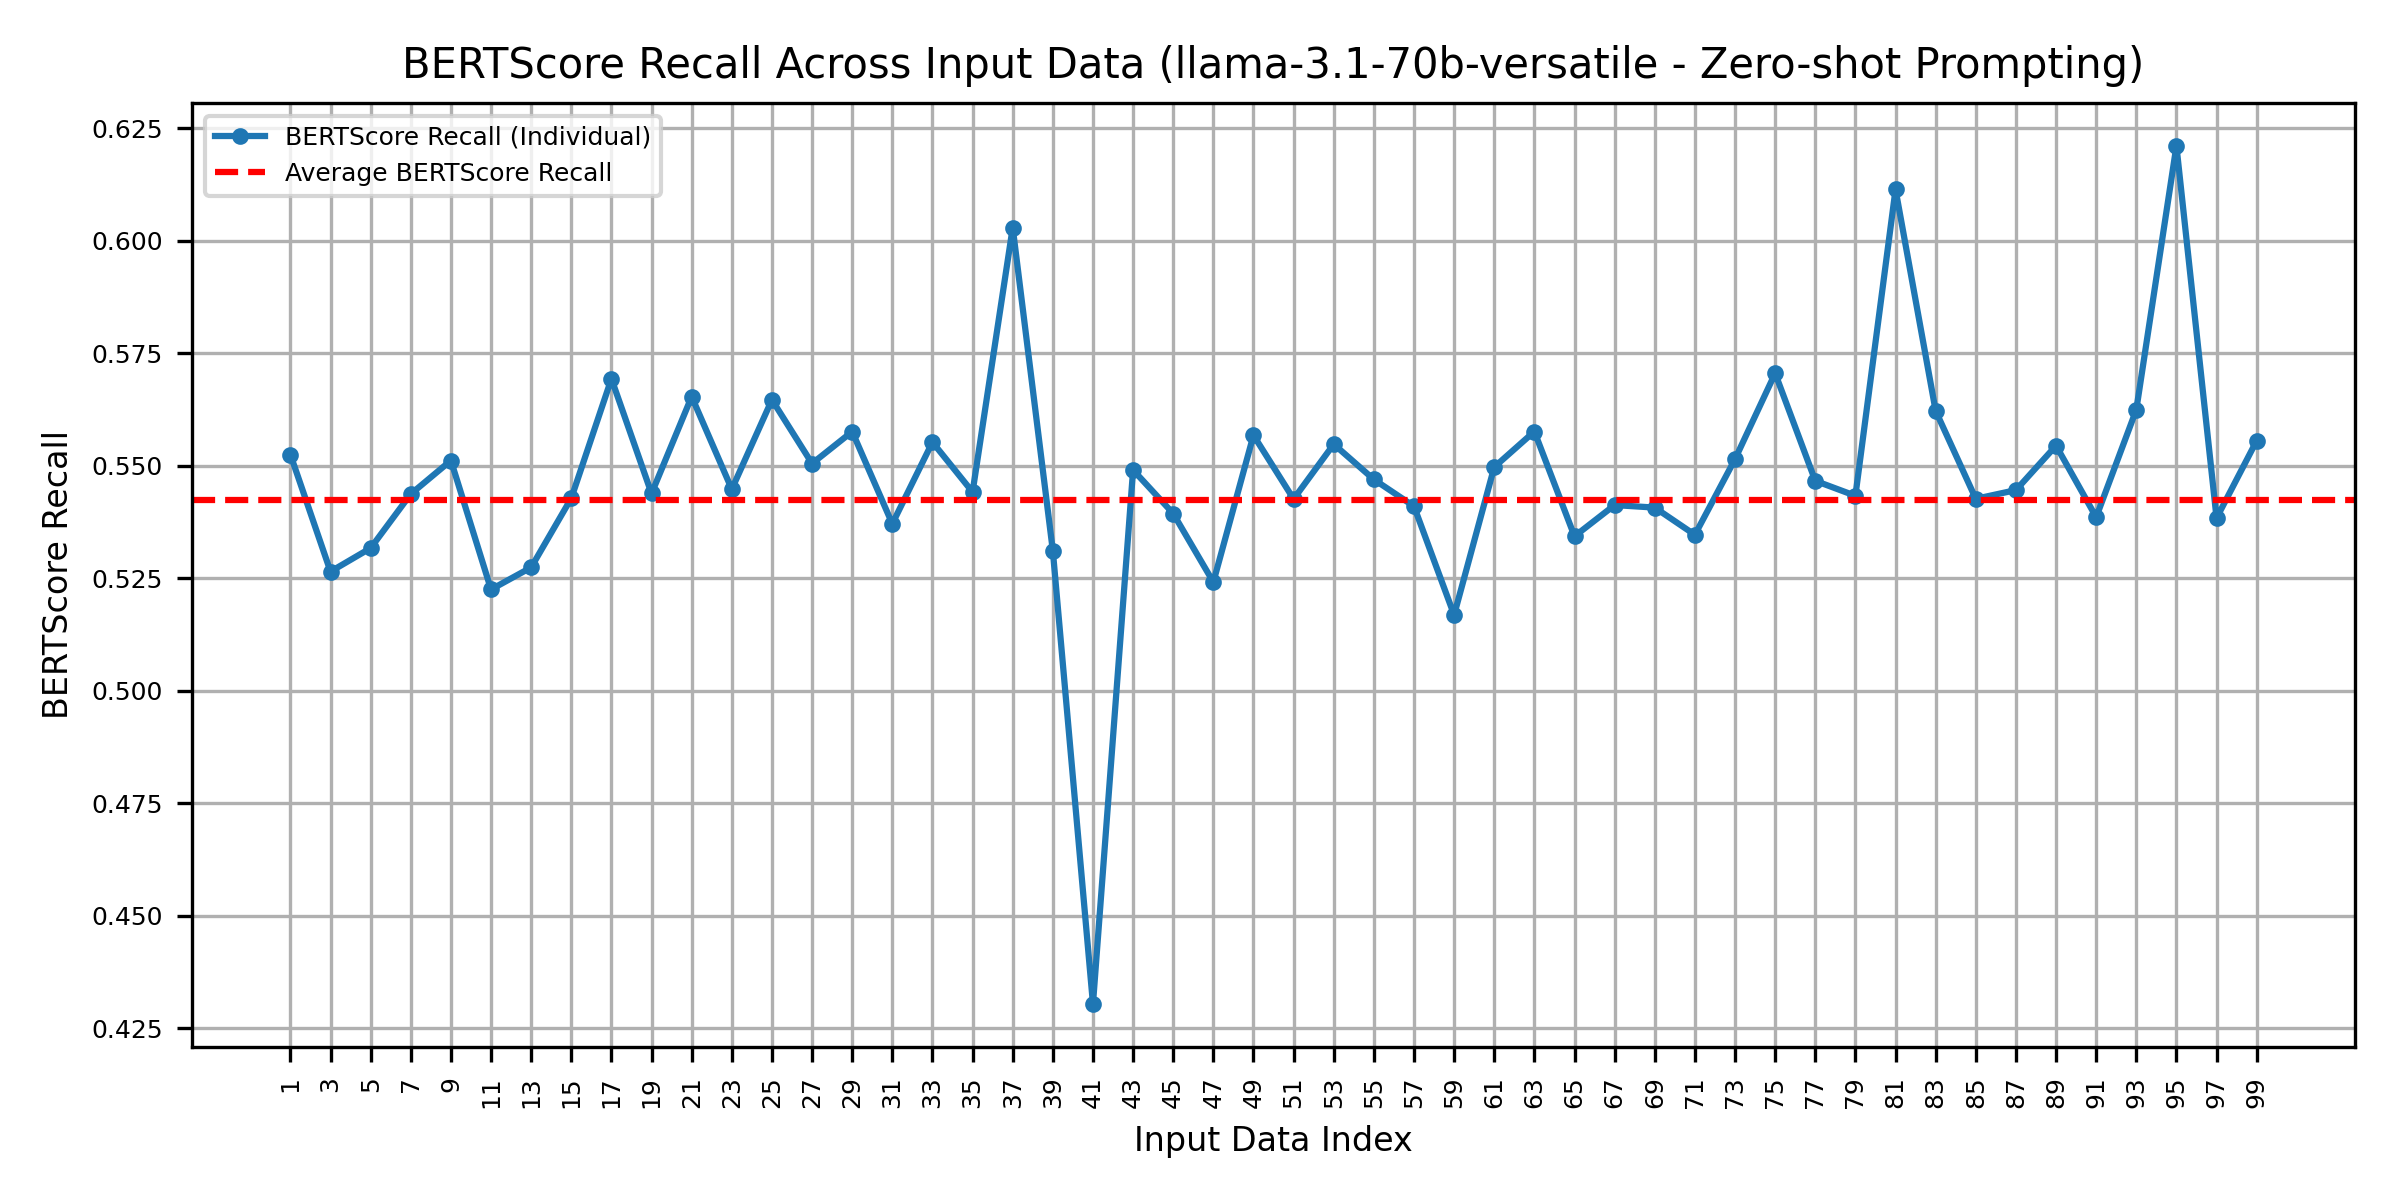 BERTScore Recall Across Input Data (llama-3.1-70b-versatile - Zero-shot Prompting)
BERTScore Recall (Individual)
Average BERTScore Recall
BERTScore Recall
0.625
0.600
0.575
0.550
0.525
0.500
0.475
0.450
0.425
1 3 5 7 9 11 13 15 17 19 21 23 25 27 29 31 33 35 37 39 41 43 45 47 49 51 53 55 57 59 61 63 65 67 69 71 73 75 77 79 81 83 85 87 89 91 93 95 97 99
Input Data Index